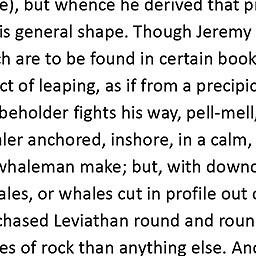 e), but whence he derived that p
is general shape. Though Jeremy
h are to be found in certain book
ct of leaping, as if from a precipic
beholder fights his way, pell-mell,
ler anchored, inshore, in a calm,
whaleman make; but, with downc
ales, or whales cut in profile out o
chased Leviathan round and roun
es of rock than anything else. And